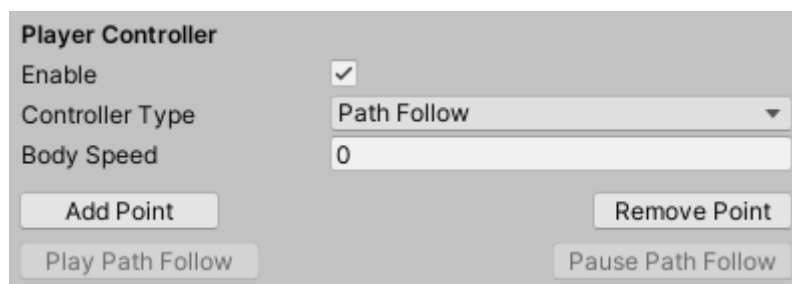 Player Controller
Enable
Controller Type Path Follow
Body Speed 0
Add Point Remove Point
Play Path Follow Pause Path Follow